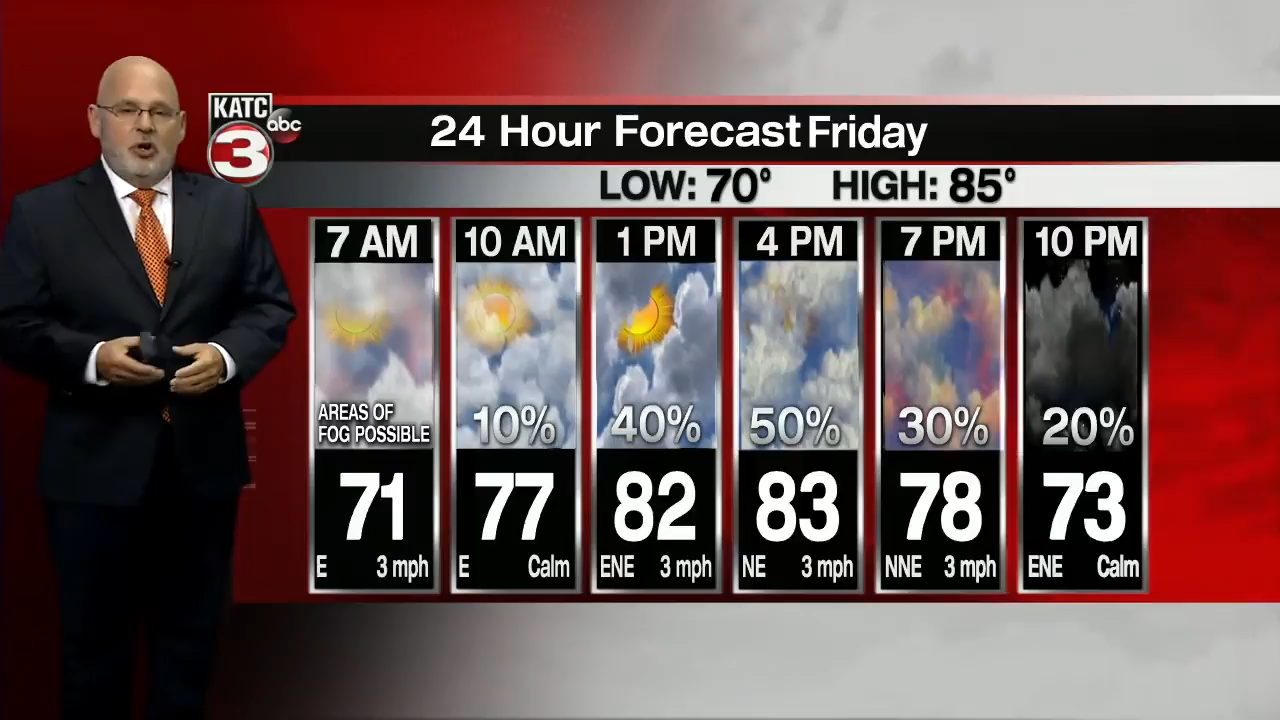 KATC
abc
3
24 Hour Forecast Friday
LOW: 70° HIGH: 85°
7 AM
AREAS OF
FOG POSSIBLE
71
E 3 mph
10 AM
10%
77
E Calm
1 PM
40%
82
ENE 3 mph
4 PM
50%
83
NE 3 mph
7 PM
30%
78
NNE 3 mph
10 PM
20%
73
ENE Calm